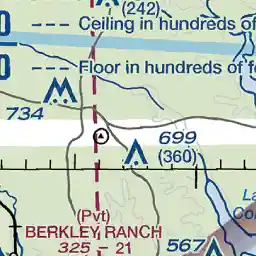 (242)
Ceiling in hundreds of
0
Floor in hundreds of
0
734
699
(360)
(Pvt)
BERKLEY RANCH
325 - 21
567